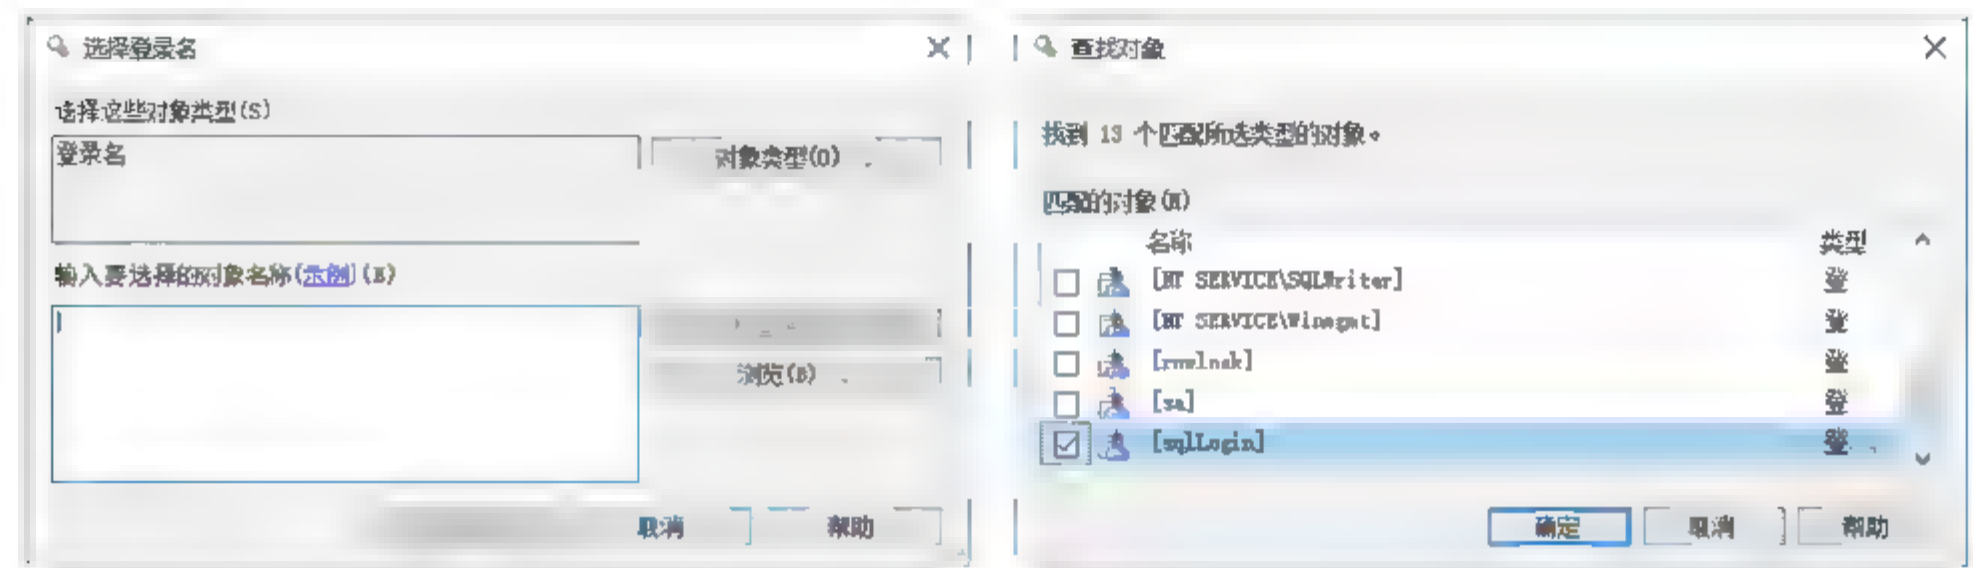 选择登录名
选择这些对象类型(S)
登录名
对象类型(O)
输入要选择的对象名称(示例)(E)
浏览(B)
取消
帮助
查找对象
找到 13 个匹配所选类型的对象。
匹配的对象(M)
名称 类型
[NT SERVICE\SQLWriter] 登
[NT SERVICE\Winmgmt] 登
登
[sa] 登
[sqlLogin] 登...
确定
取消
帮助